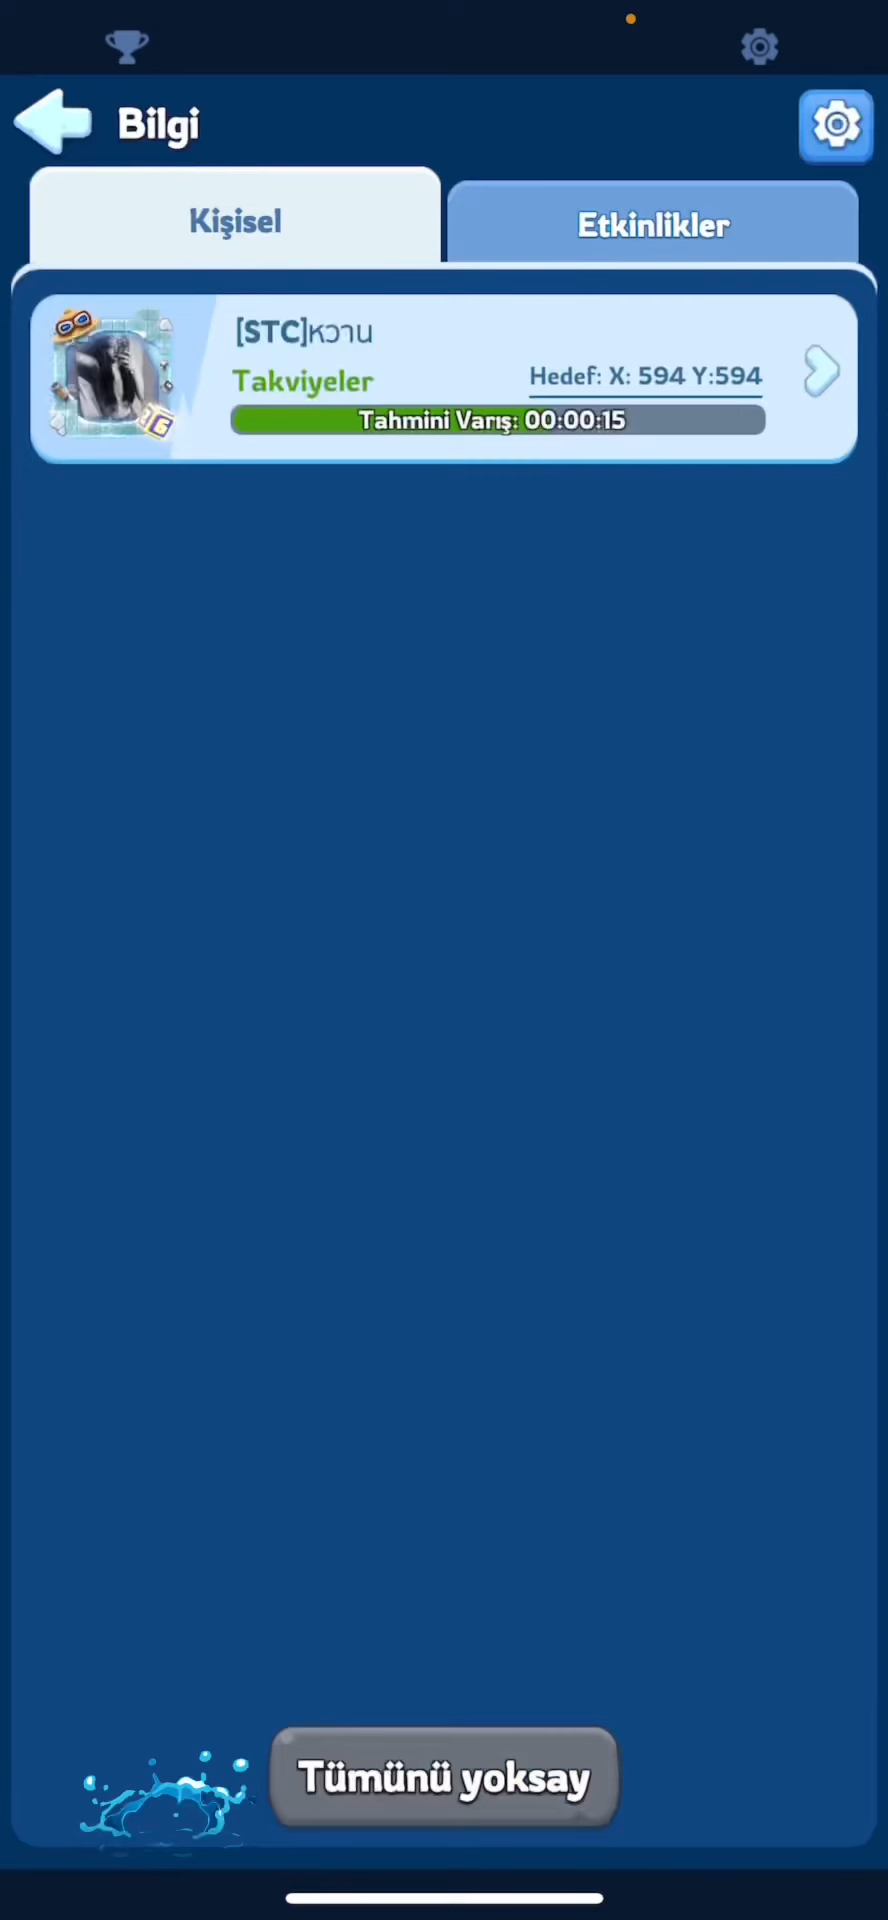 Bilgi
Kişisel
Etkinlikler
[STC]หวาน
Takviyeler
Hedef: X: 594 Y:594
Tahmini Varış: 00:00:15
Tümünü yoksay